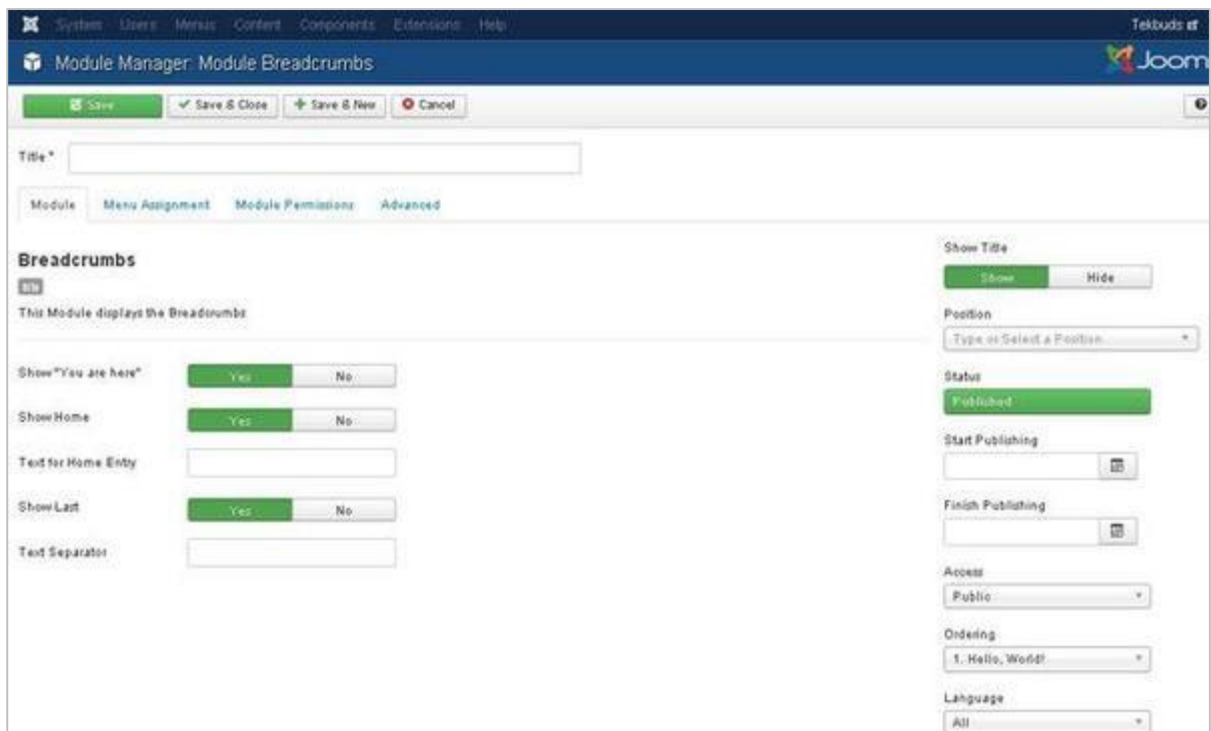 System Users Menus Content Components Extensions Help Tekbuds
Module Manager: Module Breadcrumbs Joom
Save Save & Close Save & New Cancel
Title *
Module Menu Assignment Module Permissions Advanced
Breadcrumbs
Site
This Module displays the Breadcrumbs
Show "You are here" Yes No
Show Home Yes No
Text for Home Entry
Show Last Yes No
Text Separator
Show Title
Show Hide
Position
Type or Select a Position
Status
Published
Start Publishing
Finish Publishing
Access
Public
Ordering
1. Hello, World!
Language
All